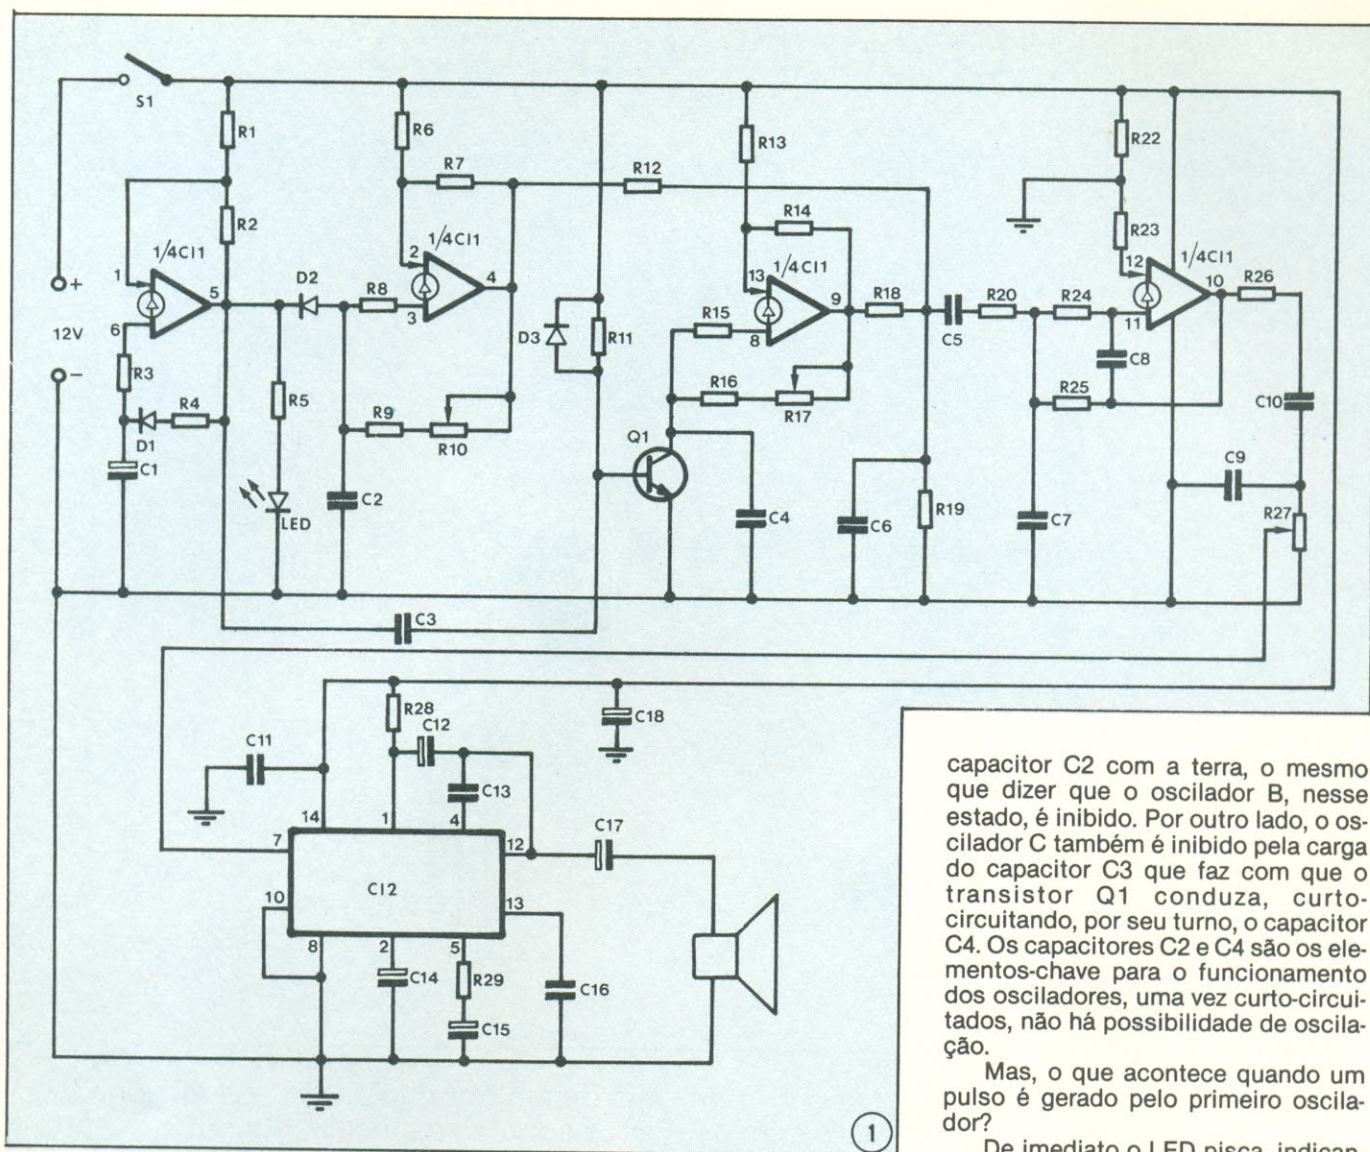 S1
R1
R6
R13
R22
R7
R12
R2
R14
R23
1/4CI1
1/4CI1
1/4CI1
1/4CI1
1
2
13
12
5
D2
R8
4
R15
9
R18
R20
R24
10
R26
+
12V
−
6
3
D3
R11
8
C5
11
R3
R16
C8
D1
R4
R5
R9
R10
R17
R25
C10
Q1
C1
LED
C2
C4
C6
R19
C7
C9
R27
C3
R28
C12
C18
C11
C13
14
1
4
7
12
C17
CI2
10
13
8
2
5
C14
R29
C16
C15
1
capacitor C2 com a terra, o mesmo
que dizer que o oscilador B, nesse
estado, é inibido. Por outro lado, o os-
cilador C também é inibido pela carga
do capacitor C3 que faz com que o
transistor Q1 conduza, curto-
circuitando, por seu turno, o capacitor
C4. Os capacitores C2 e C4 são os ele-
mentos-chave para o funcionamento
dos osciladores, uma vez curto-circui-
tados, não há possibilidade de oscila-
ção.
Mas, o que acontece quando um
pulso é gerado pelo primeiro oscila-
dor?
De imediato o LED pisca, indican-